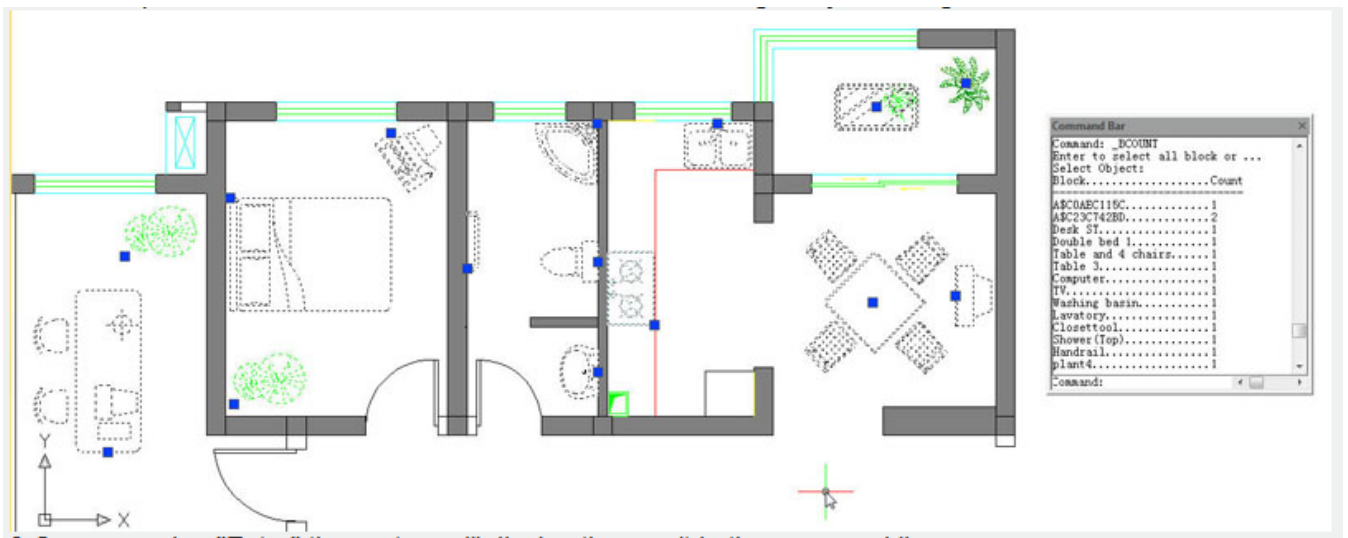 Command Bar
Command: _BCOUNT
Enter to select all block or ...
Select Object:
Block..................Count
A$C0ABC115C.............1
A$C23C742BD.............2
Desk ST.................1
Double bed 1............1
Table and 4 chairs......1
Table 3.................1
Computer................1
TV......................1
Washing basin...........1
Lavatory................1
Closettool..............1
Shower(Top).............1
Handrail................1
plant4..................1
Command:
Y
X